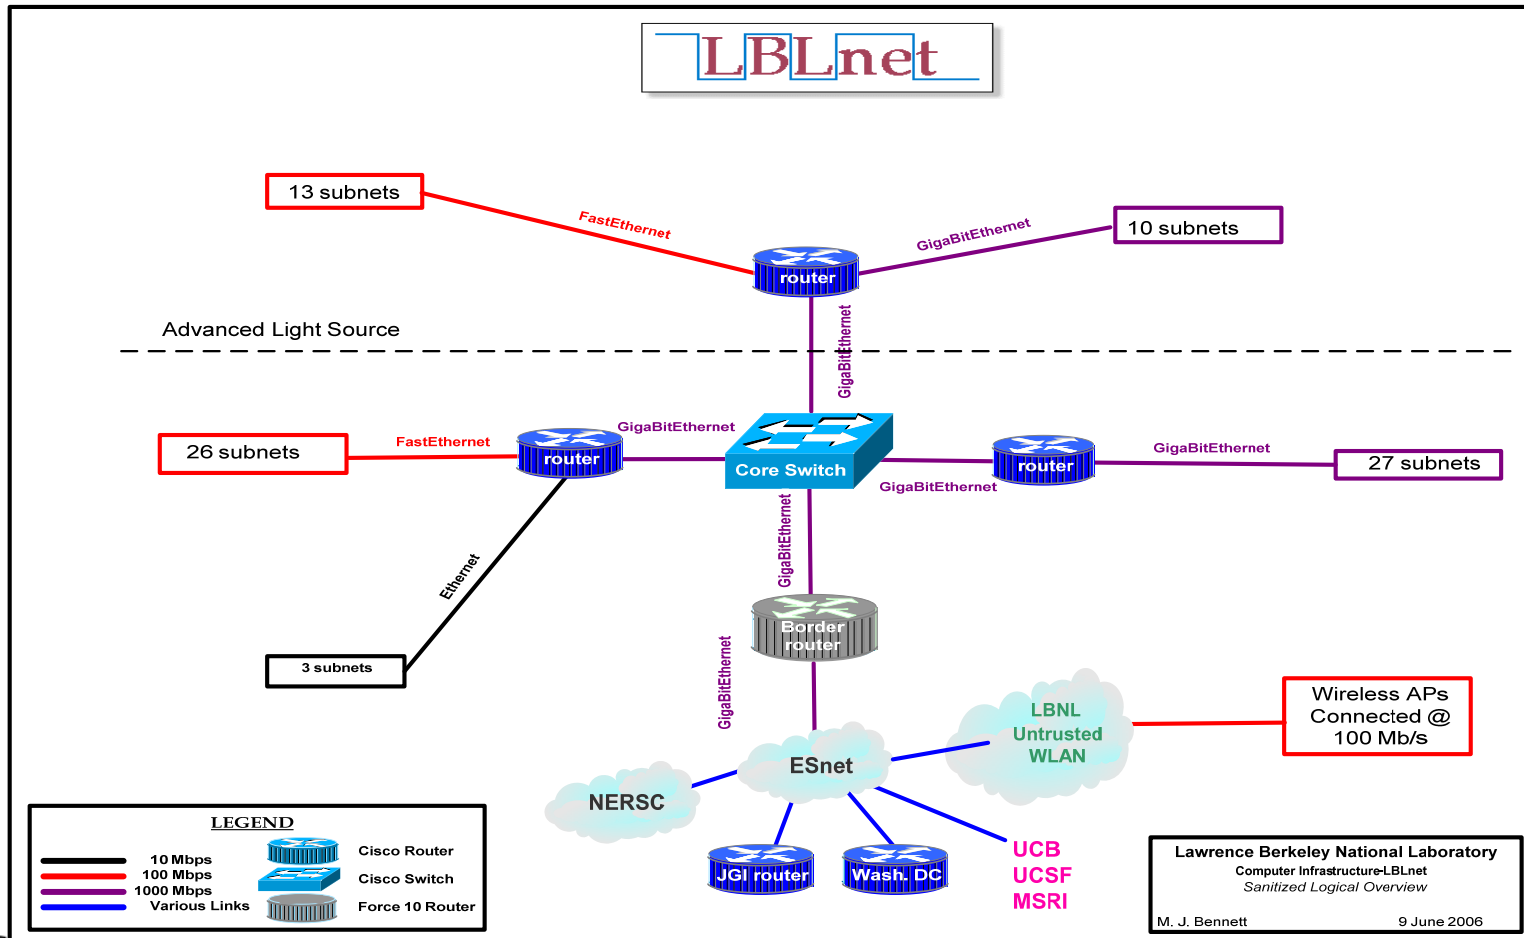 LBLnet
13 subnets
FastEthernet
GigaBitEthernet
10 subnets
router
GigaBitEthernet
Advanced Light Source
26 subnets
FastEthernet
router
GigaBitEthernet
Core Switch
GigaBitEthernet
router
GigaBitEthernet
27 subnets
Ethernet
3 subnets
GigaBitEthernet
Border
router
GigaBitEthernet
ESnet
NERSC
LBNL
Untrusted
WLAN
Wireless APs
Connected @
100 Mb/s
JGI router
Wash. DC
UCB
UCSF
MSRI
LEGEND
10 Mbps
100 Mbps
1000 Mbps
Various Links
Cisco Router
Cisco Switch
Force 10 Router
Lawrence Berkeley National Laboratory
Computer Infrastructure-LBLnet
Sanitized Logical Overview
M. J. Bennett 9 June 2006